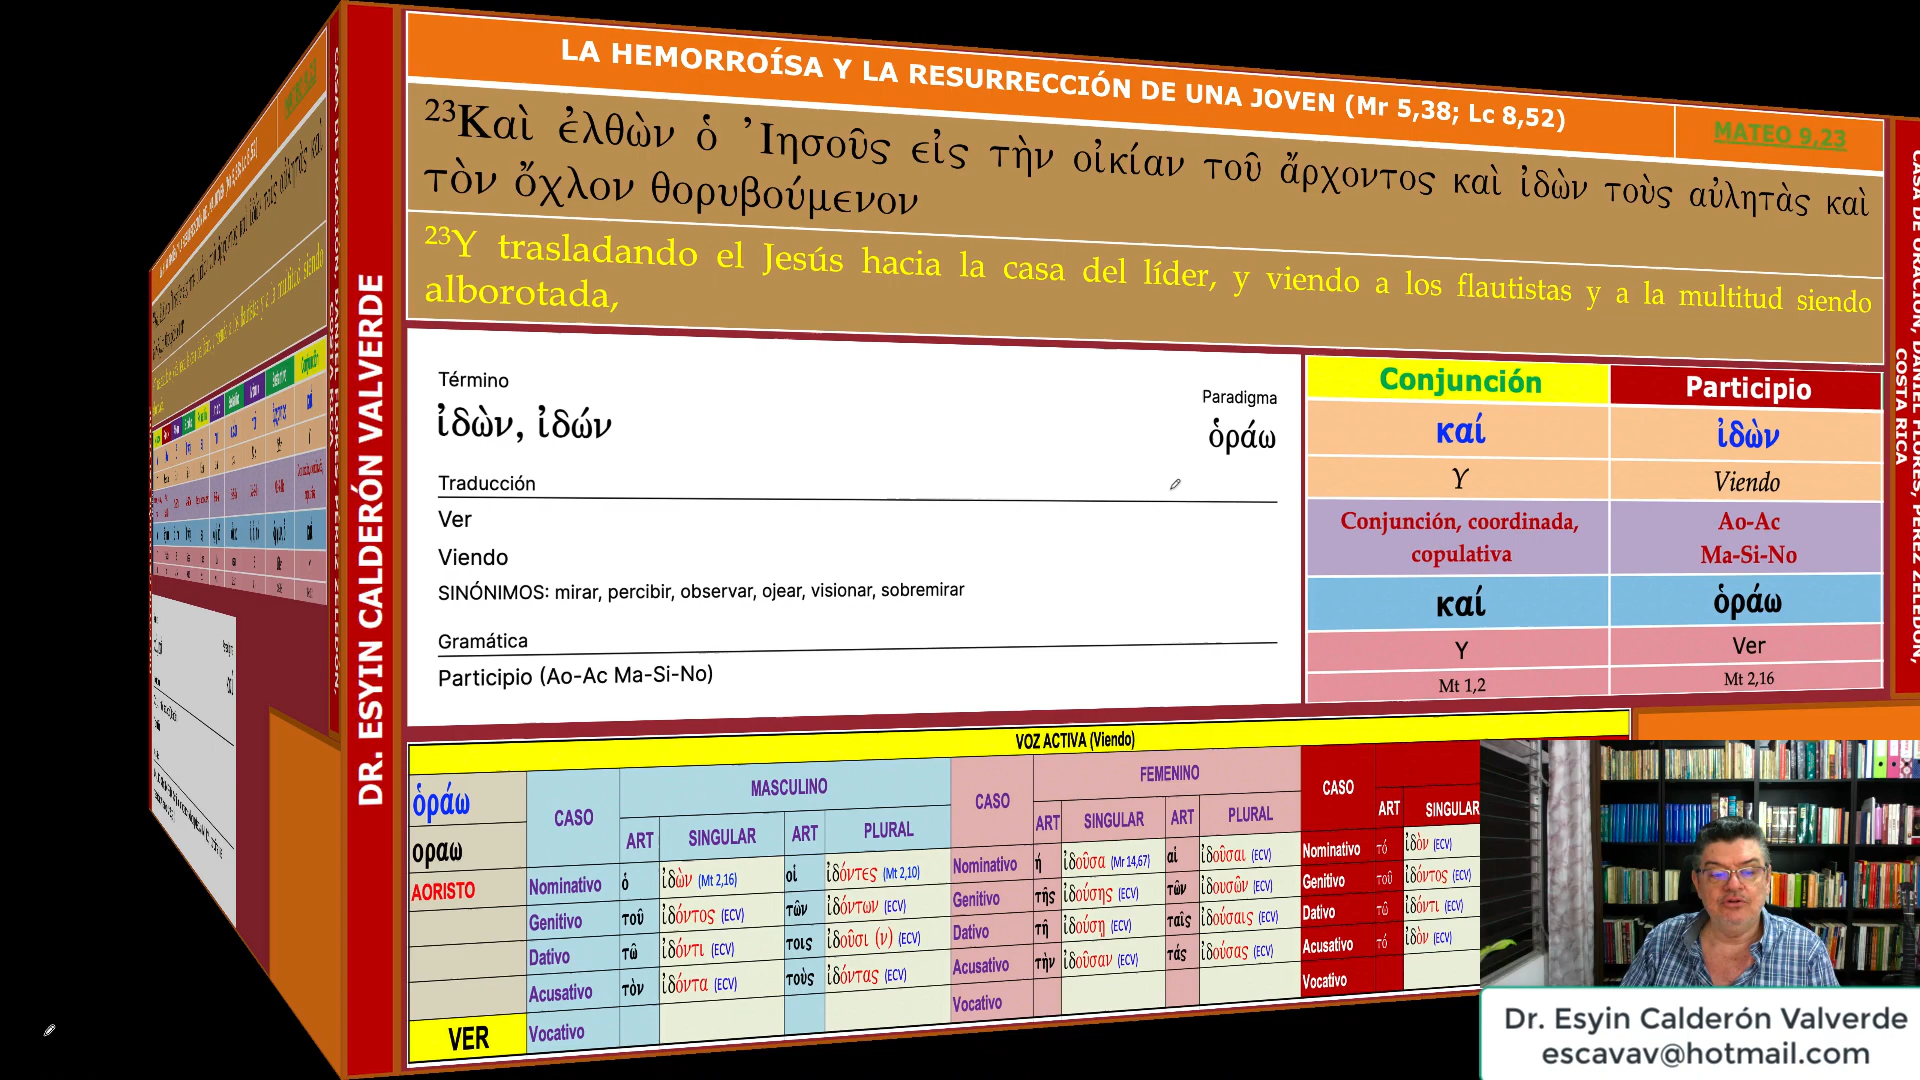 LA HEMORROÍSA Y LA RESURRECCIÓN DE UNA JOVEN (Mr 5,38; Lc 8,52)
MATEO 9,23
23Καὶ ἐλθὼν ὁ Ἰησοῦς εἰς τὴν οἰκίαν τοῦ ἄρχοντος καὶ ἰδὼν τοὺς αὐλητὰς καὶ
τὸν ὄχλον θορυβούμενον
23Y trasladando el Jesús hacia la casa del líder, y viendo a los flautistas y a la multitud siendo
alborotada,
DR. ESYIN CALDERÓN VALVERDE
CASA DE ORACIÓN, DANIEL FLORES, PEREZ ZELEDÓN,
COSTA RICA
Término
ἰδὼν, ἰδών
Paradigma
ὁράω
Traducción
Ver
Viendo
SINÓNIMOS: mirar, percibir, observar, ojear, visionar, sobremirar
Gramática
Participio (Ao-Ac Ma-Si-No)
Conjunción Participio
καί ἰδὼν
Y Viendo
Conjunción, coordinada, copulativa Ao-Ac Ma-Si-No
καί ὁράω
Y Ver
Mt 1,2 Mt 2,16
VOZ ACTIVA (Viendo)
ὁράω CASO MASCULINO CASO FEMENINO CASO
οραω ART SINGULAR ART PLURAL ART SINGULAR ART PLURAL ART SINGULAR
AORISTO Nominativo ὁ ἰδὼν (Mt 2,16) οἱ ἰδόντες (Mt 2,10) Nominativo ἡ ἰδοῦσα (Mr 14,67) αἱ ἰδοῦσαι (ECV) Nominativo τό ἰδὸν (ECV)
Genitivo τοῦ ἰδόντος (ECV) τῶν ἰδόντων (ECV) Genitivo τῆς ἰδούσης (ECV) τῶν ἰδουσῶν (ECV) Genitivo τοῦ ἰδόντος (ECV)
Dativo τῶ ἰδόντι (ECV) τοις ἰδοῦσι (ν) (ECV) Dativo τῆ ἰδούση (ECV) ταῖς ἰδούσαις (ECV) Dativo τῶ ἰδόντι (ECV)
Acusativo τὸν ἰδόντα (ECV) τοὺς ἰδόντας (ECV) Acusativo τὴν ἰδοῦσαν (ECV) τάς ἰδούσας (ECV) Acusativo τό ἰδὸν (ECV)
VER Vocativo Vocativo Vocativo
Dr. Esyin Calderón Valverde
escavav@hotmail.com